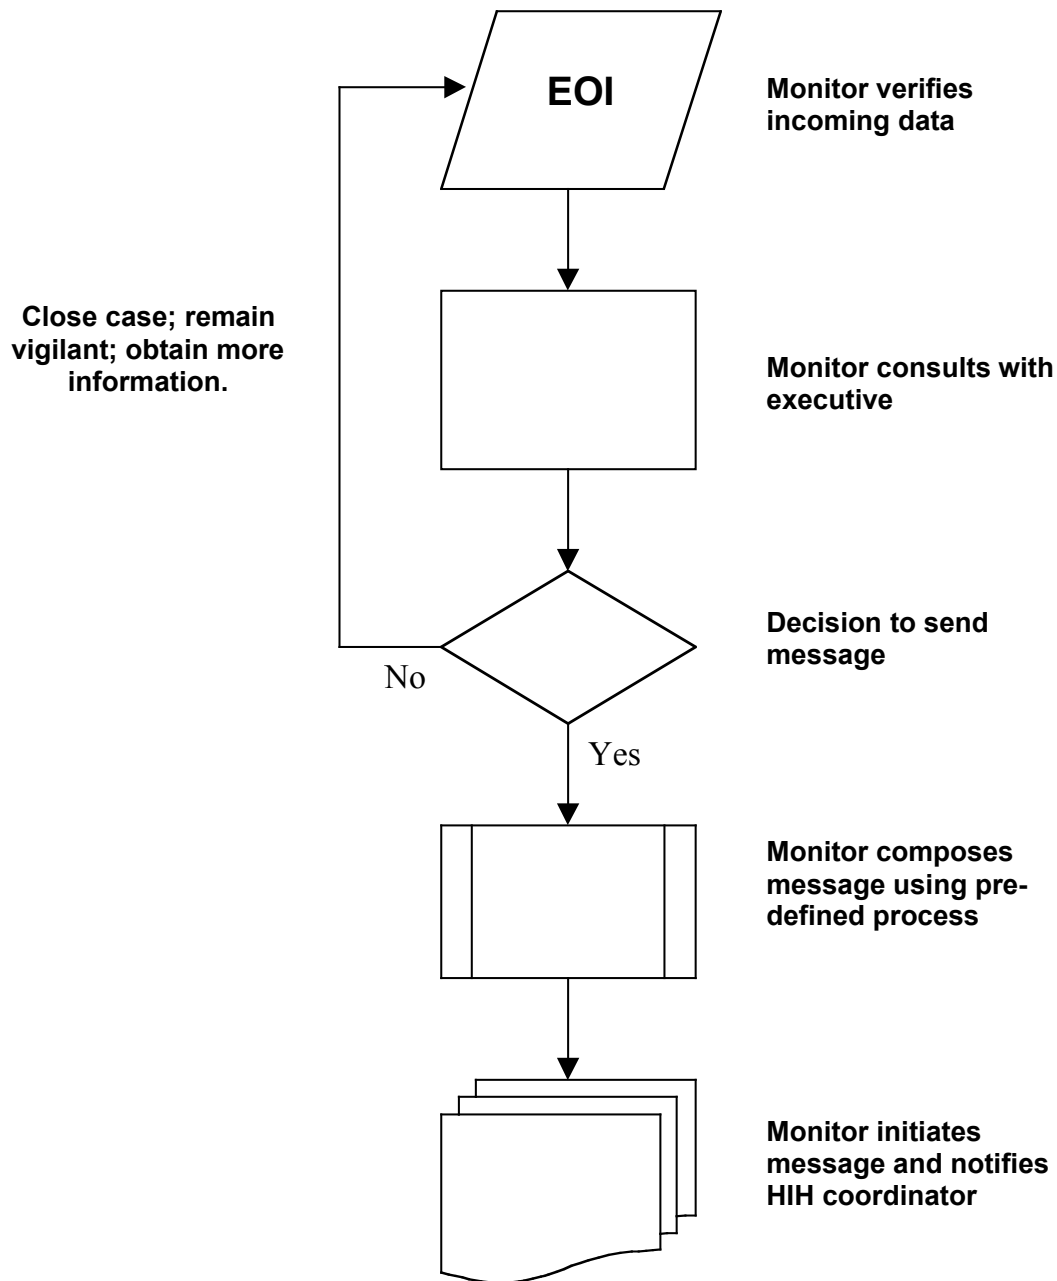 EOI
Monitor verifies
incoming data
Close case; remain
vigilant; obtain more
information.
Monitor consults with
executive
Decision to send
message
No
Yes
Monitor composes
message using pre-
defined process
Monitor initiates
message and notifies
HIH coordinator